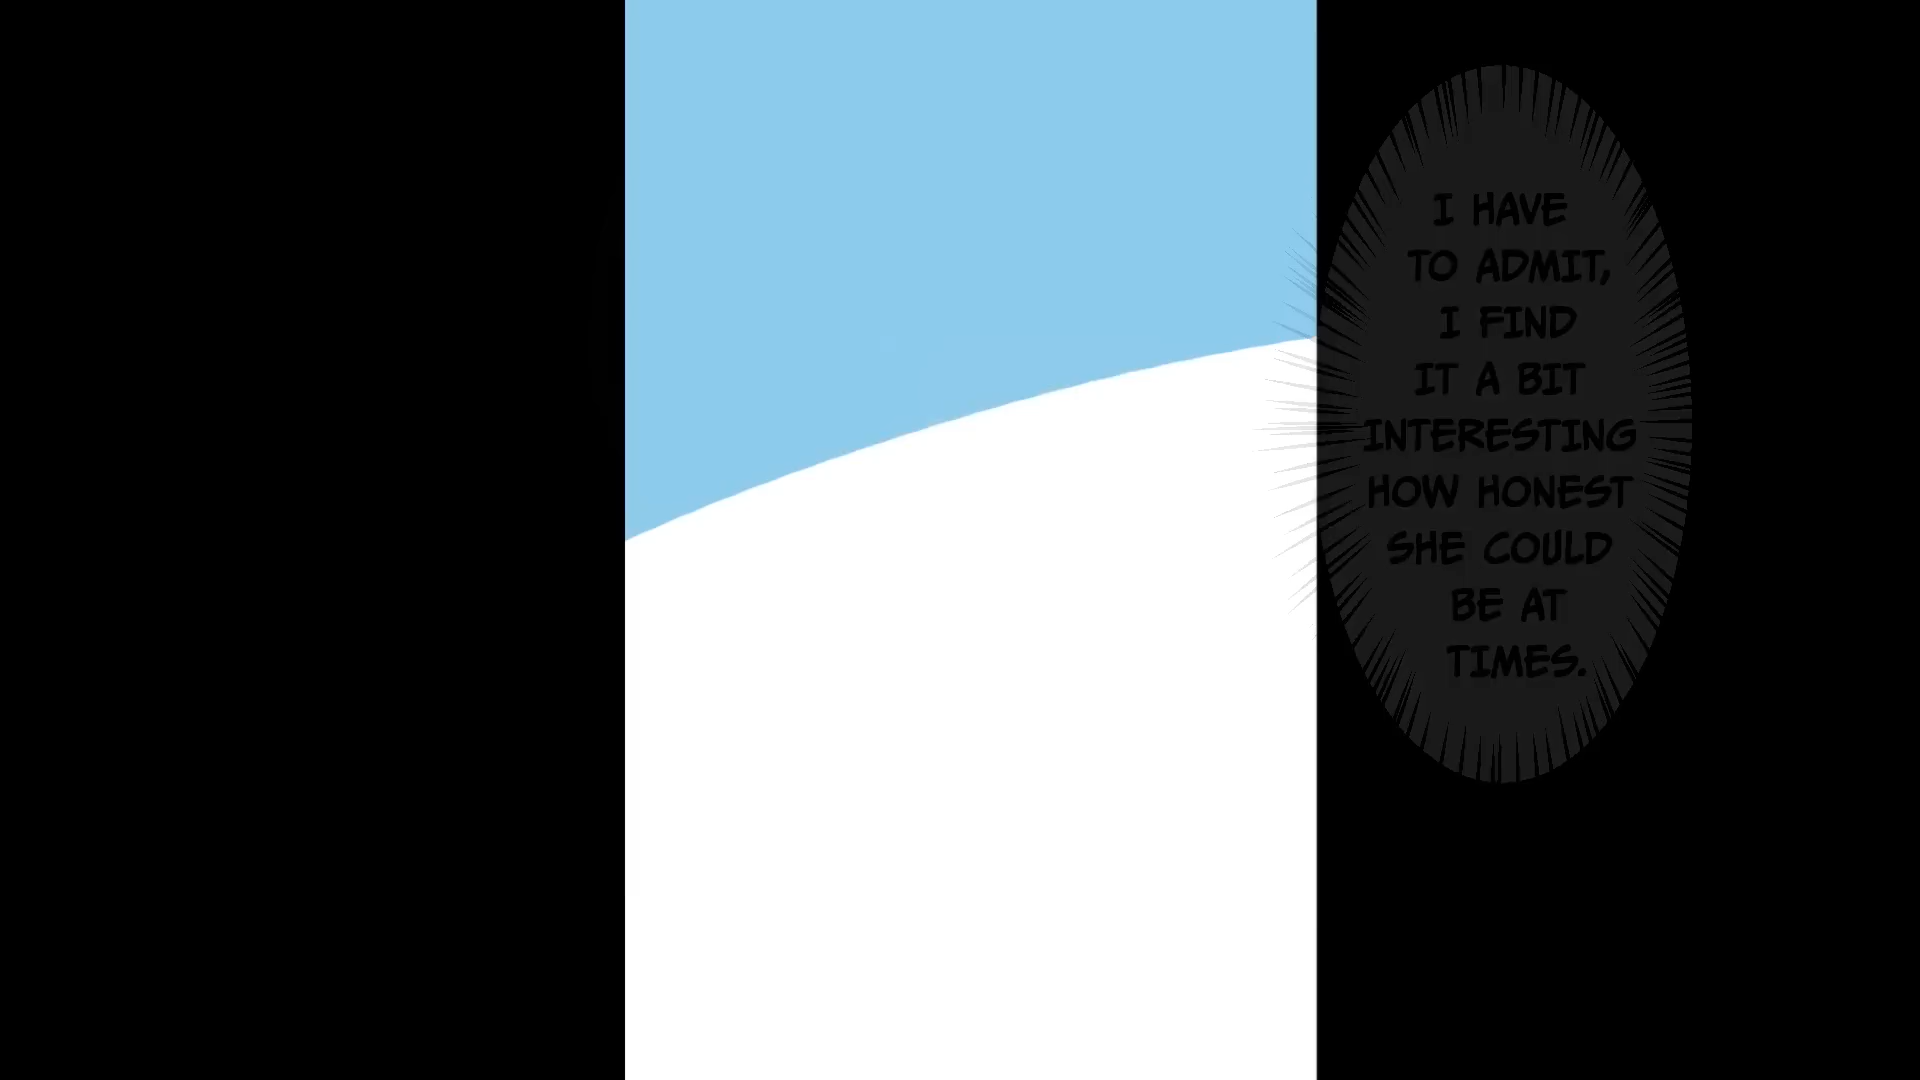 I HAVE
TO ADMIT,
I FIND
IT A BIT
INTERESTING
HOW HONEST
SHE COULD
BE AT
TIMES.